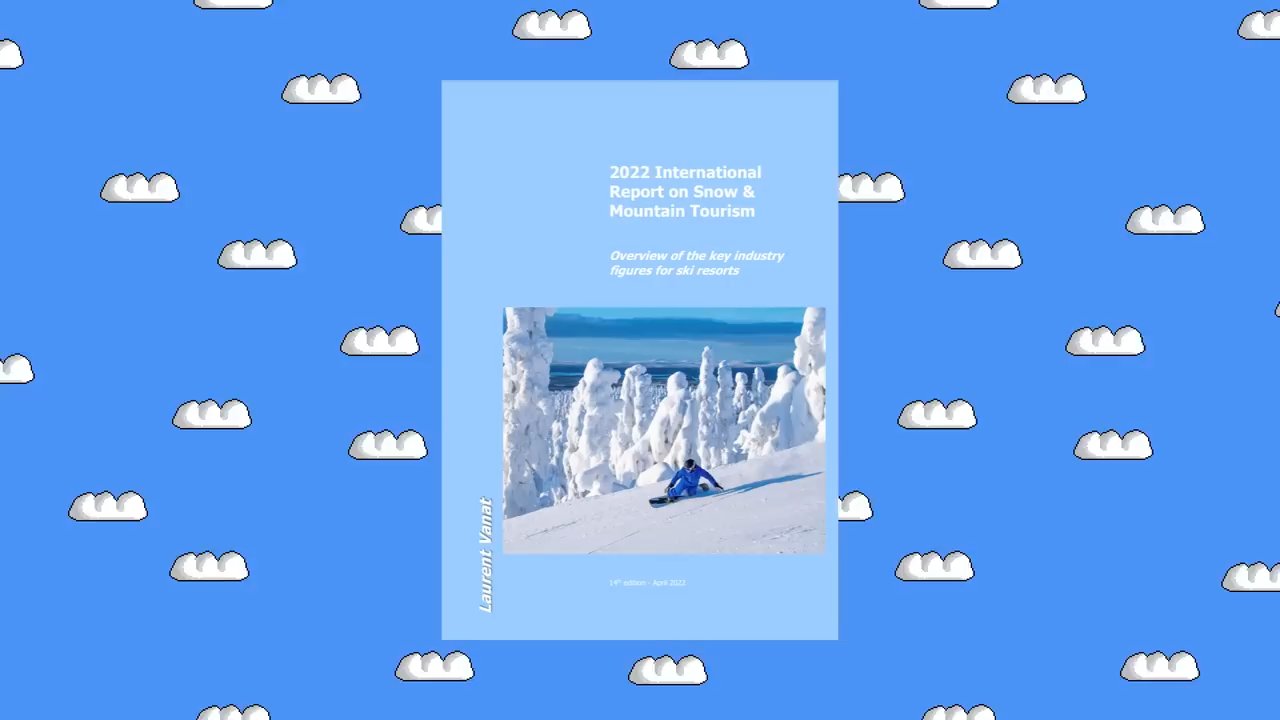 2022 International
Report on Snow &
Mountain Tourism
Overview of the key industry
figures for ski resorts
Laurent Vanat
14th edition - April 2022